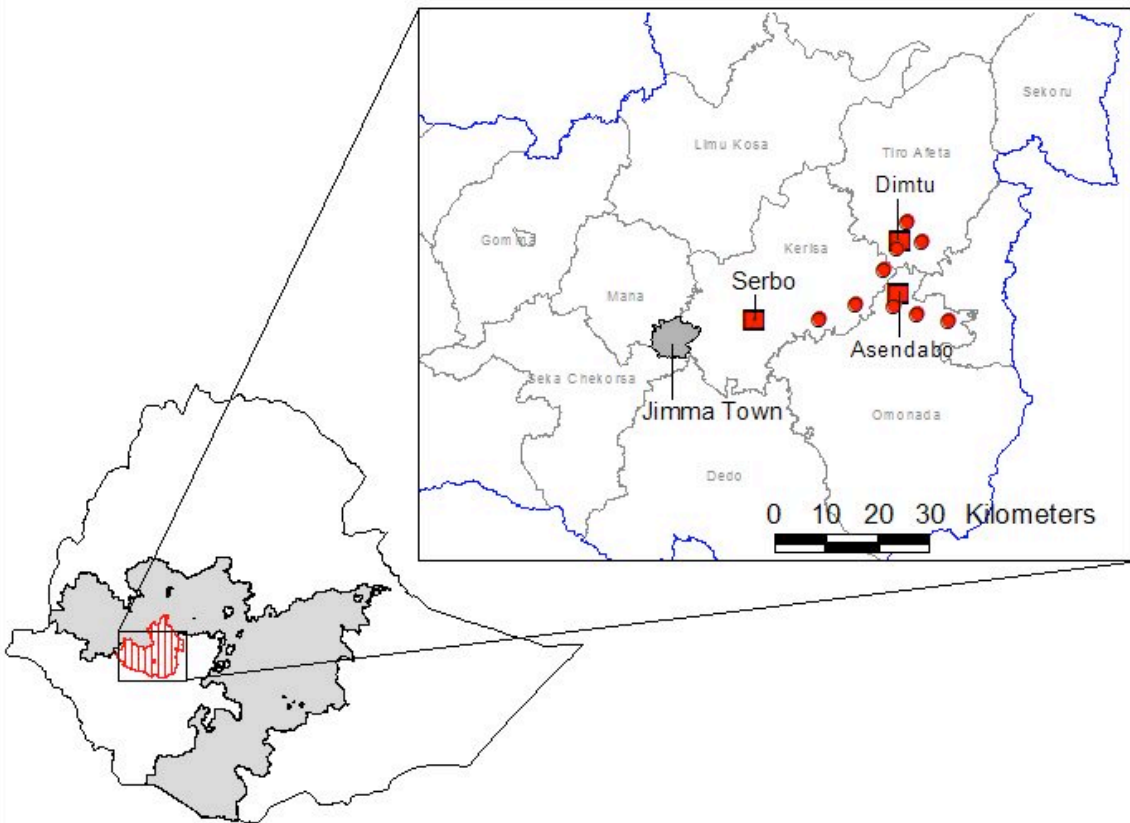 Sekoru
Limu Kosa
Tiro Afeta
Dimtu
Gomma
Kerisa
Serbo
Mana
Asendabo
Seka Chekorsa
Jimma Town
Omonada
Dedo
0 10 20 30 Kilometers